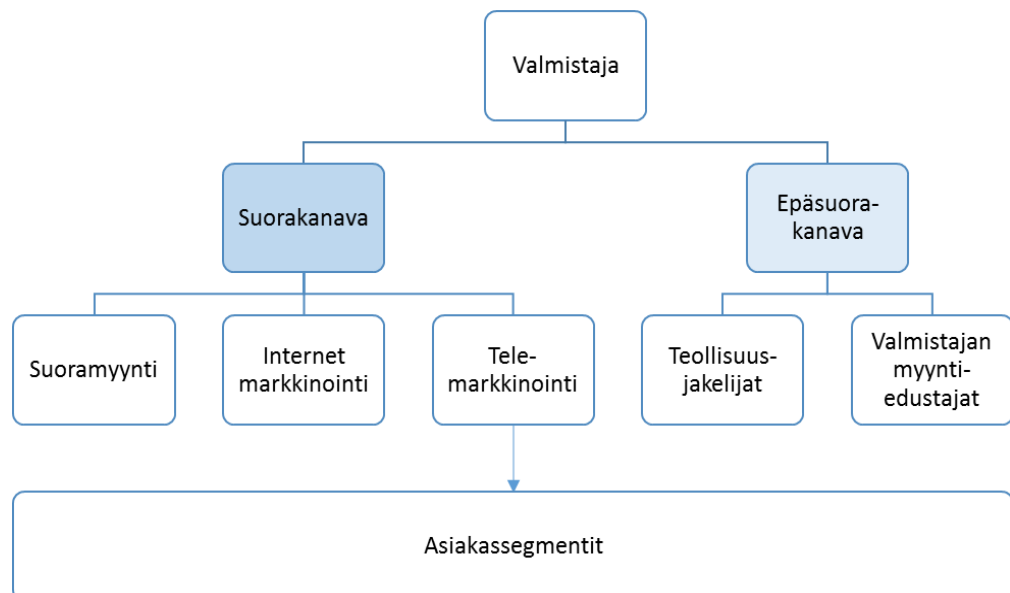 Valmistaja
Suorakanava
Epäsuora-
kanava
Suoramyynti
Internet
markkinointi
Tele-
markkinointi
Teollisuus-
jakelijat
Valmistajan
myynti-
edustajat
Asiakassegmentit